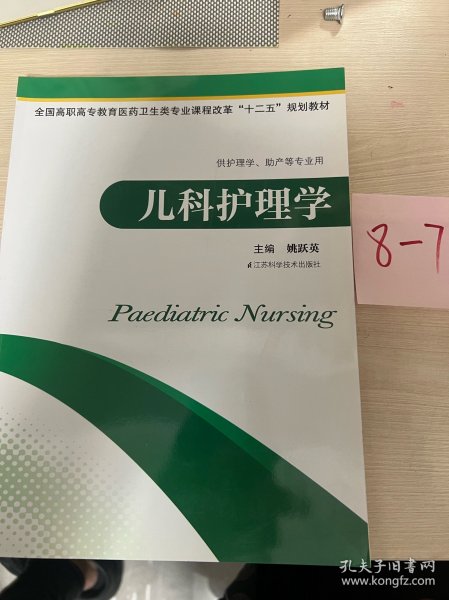 全国高职高专教育医药卫生类专业课程改革“十二五”规划教材
供护理学、助产等专业用
儿科护理学
主编 姚跃英
江苏科学技术出版社
8-7
Paediatric Nursing
孔夫子旧书网
www.kongfz.com